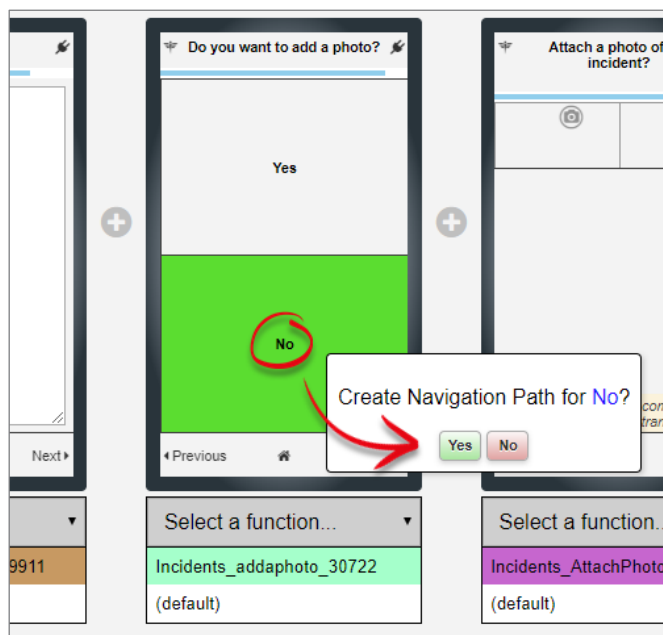 Do you want to add a photo?
Attach a photo of
incident?
Yes
No
Create Navigation Path for No?
Yes
No
Next
Previous
Select a function...
Select a function...
9911
Incidents_addaphoto_30722
Incidents_AttachPhoto
(default)
(default)